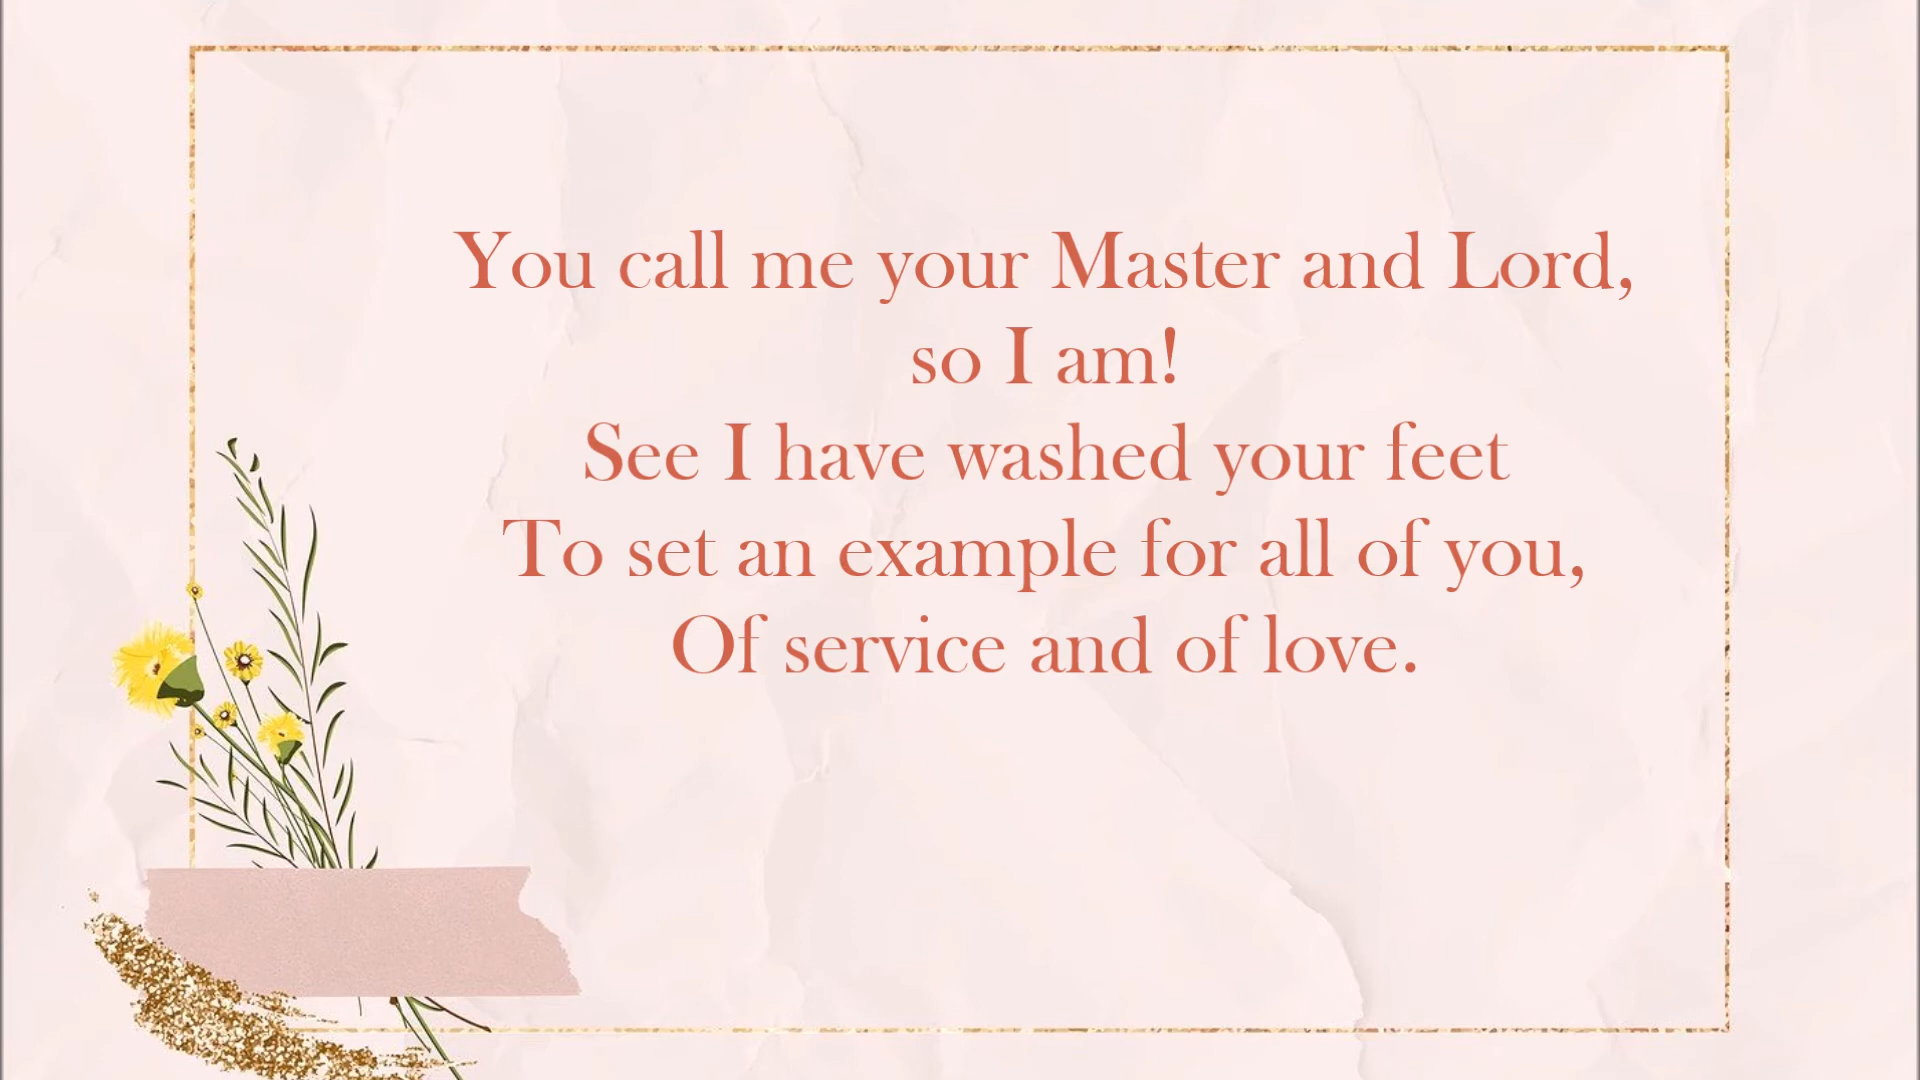 You call me your Master and Lord,
so I am!
See I have washed your feet
To set an example for all of you,
Of service and of love.